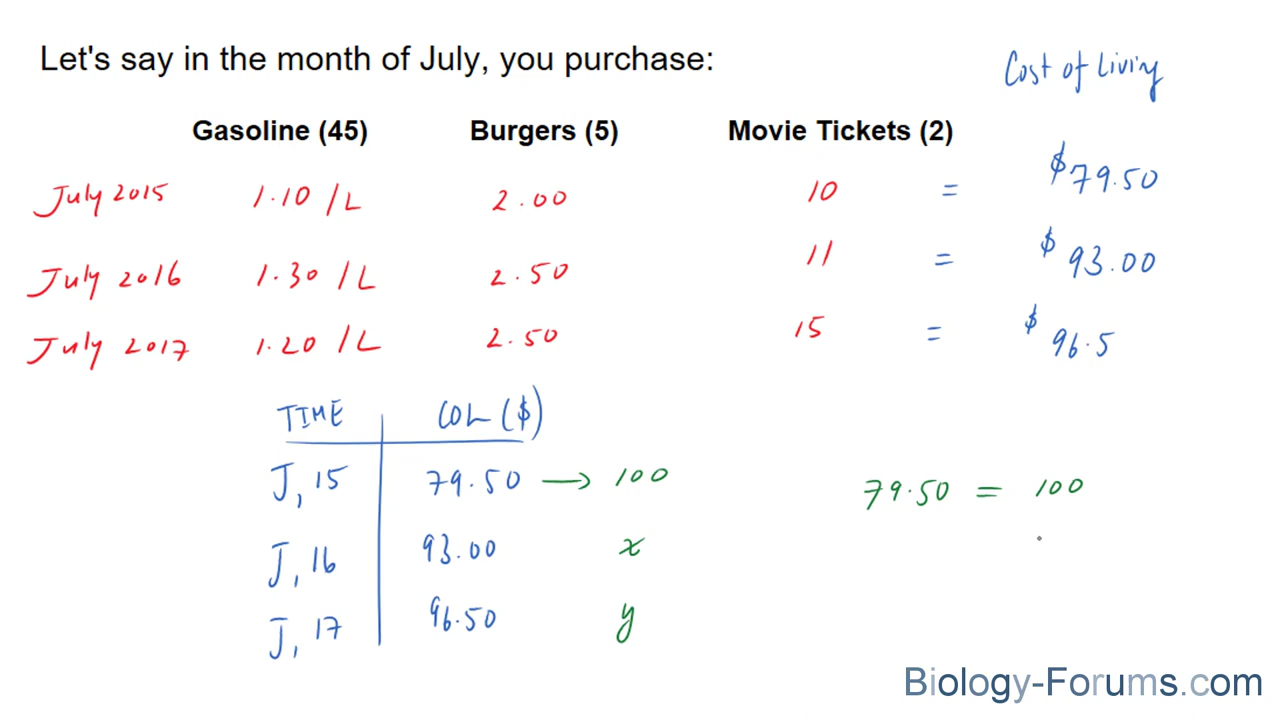 Let's say in the month of July, you purchase:
Cost of Living
Gasoline (45) Burgers (5) Movie Tickets (2)
July 2015 1.10 /L 2.00 10 = $79.50
July 2016 1.30 /L 2.50 11 = $93.00
July 2017 1.20 /L 2.50 15 = $96.5
TIME COL ($)
J, 15 79.50 → 100 79.50 = 100
J, 16 93.00 x
J, 17 96.50 y
Biology-Forums.com